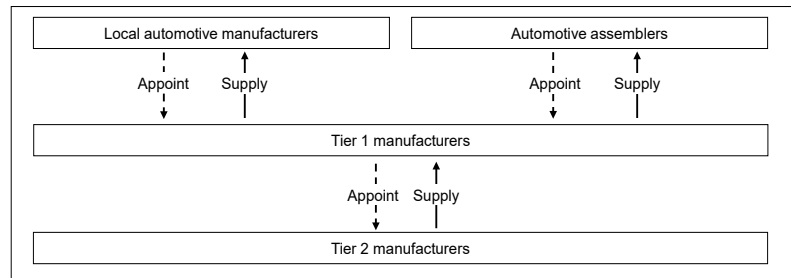 Local automotive manufacturers
Automotive assemblers
Appoint
Supply
Appoint
Supply
Tier 1 manufacturers
Appoint
Supply
Tier 2 manufacturers